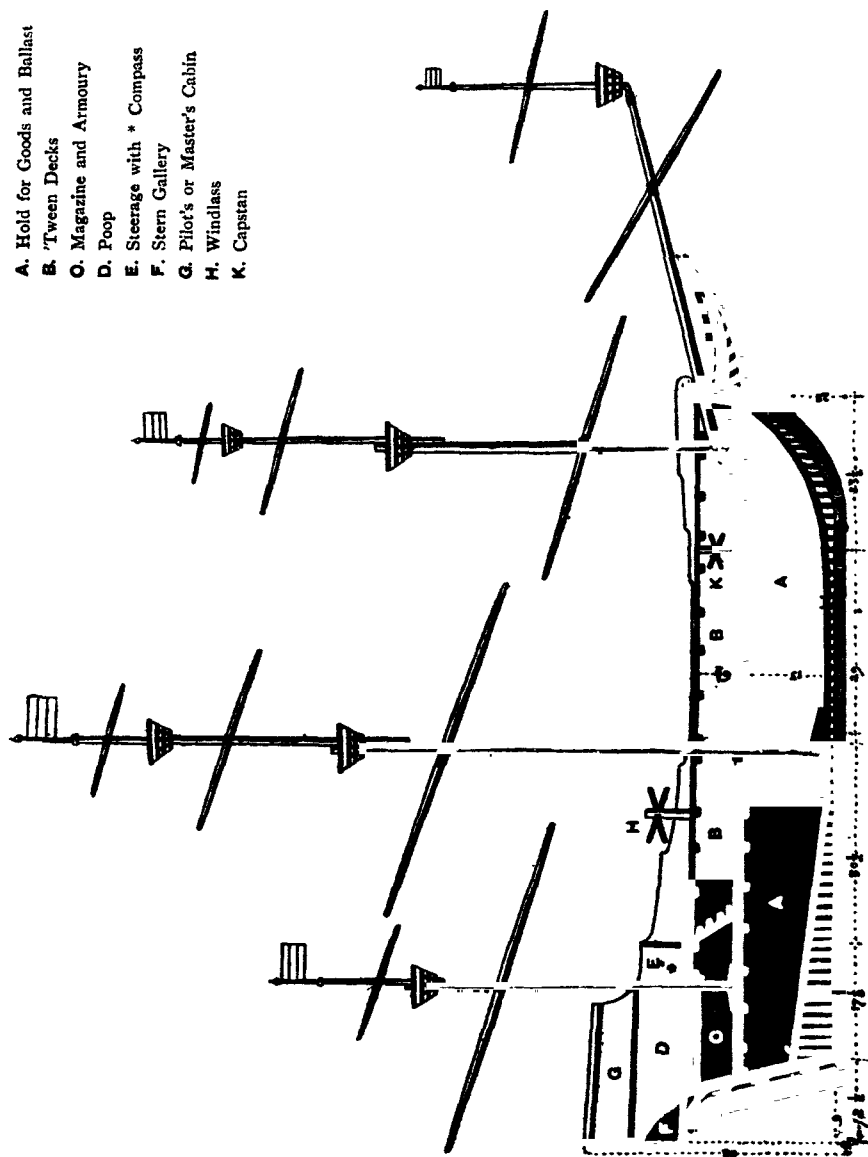 A. Hold for Goods and Ballast
B. 'Tween Decks
O. Magazine and Armoury
D. Poop
E. Steerage with * Compass
F. Stern Gallery
G. Pilot's or Master's Cabin
H. Windlass
K. Capstan
G
D
E
*
F
O
H
B
A
B
K
A